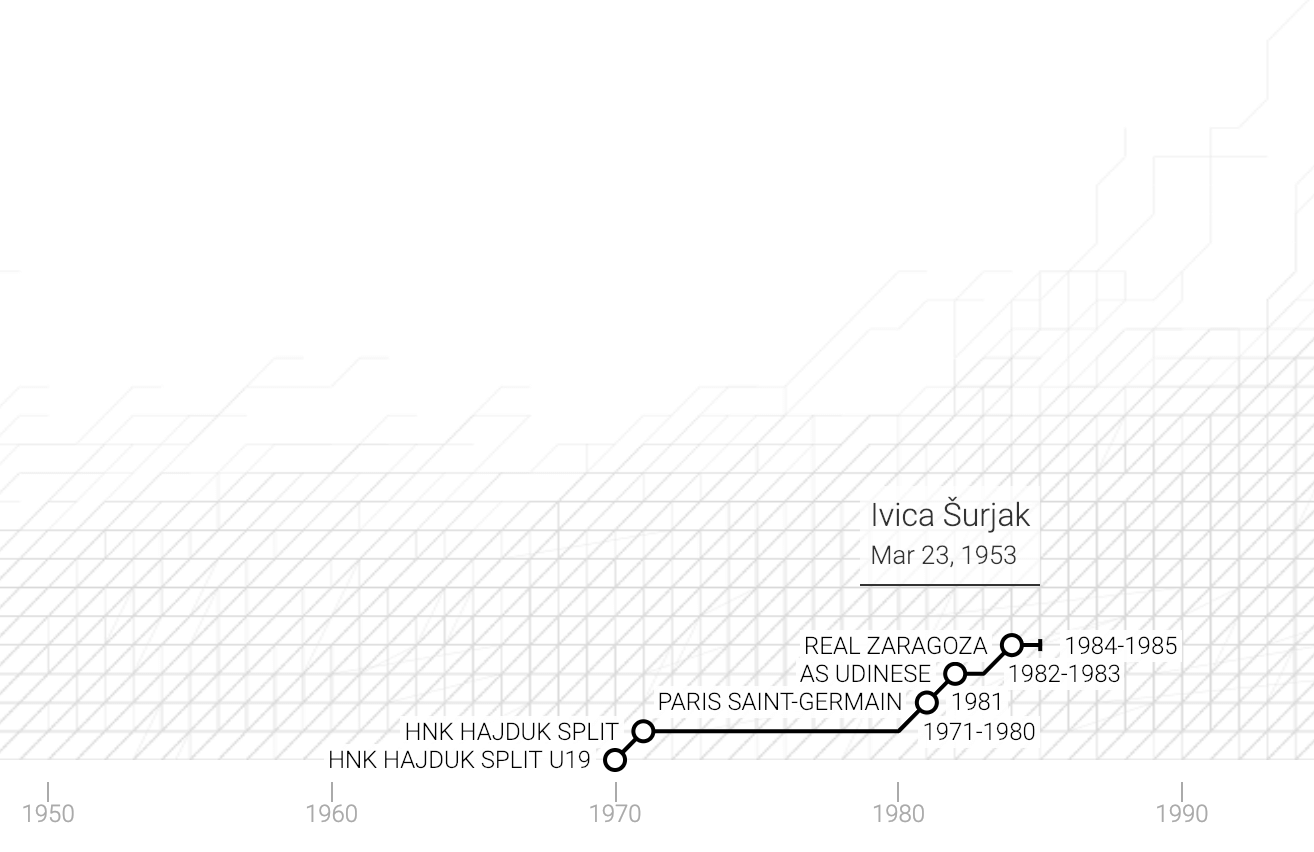 Ivica Šurjak
Mar 23, 1953
REAL ZARAGOZA 1984-1985
AS UDINESE 1982-1983
PARIS SAINT-GERMAIN 1981
HNK HAJDUK SPLIT 1971-1980
HNK HAJDUK SPLIT U19
1950 1960 1970 1980 1990